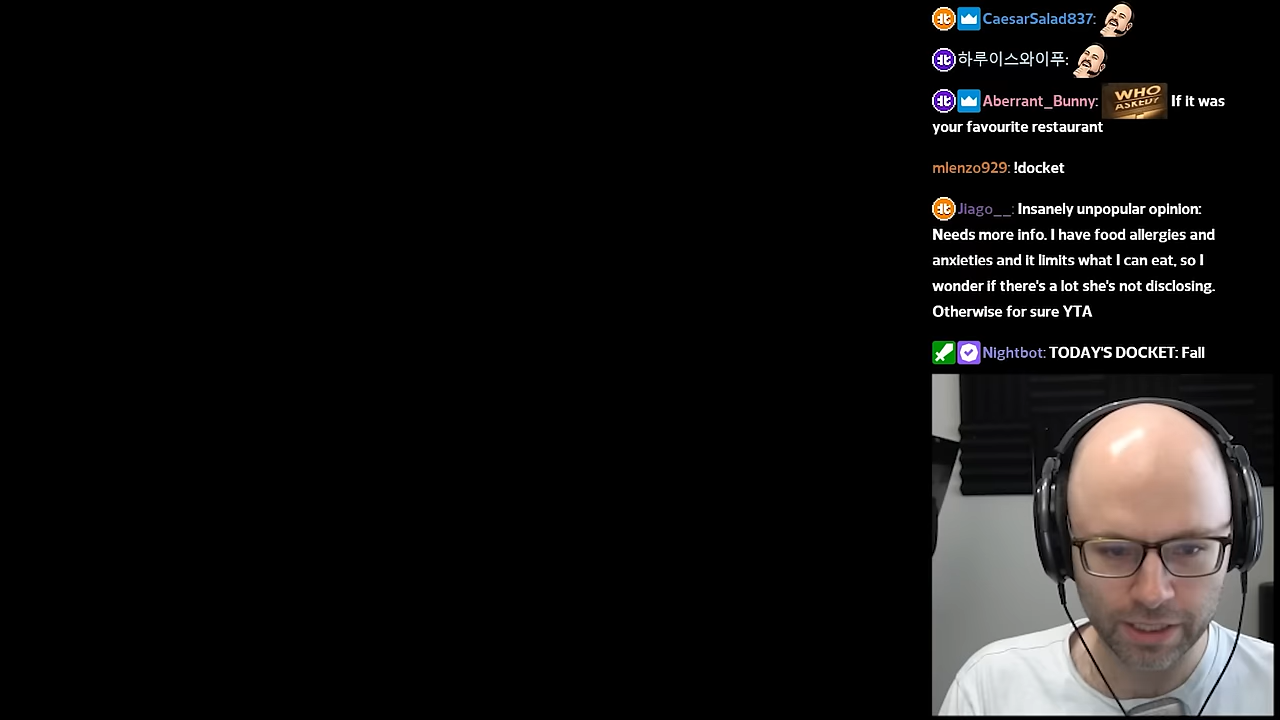 CaesarSalad837:
하루이스와이푸:
Aberrant_Bunny: WHO ASKED? If it was
your favourite restaurant
mlenzo929: !docket
Jiago__: Insanely unpopular opinion:
Needs more info. I have food allergies and
anxieties and it limits what I can eat, so I
wonder if there's a lot she's not disclosing.
Otherwise for sure YTA
Nightbot: TODAY'S DOCKET: Fall